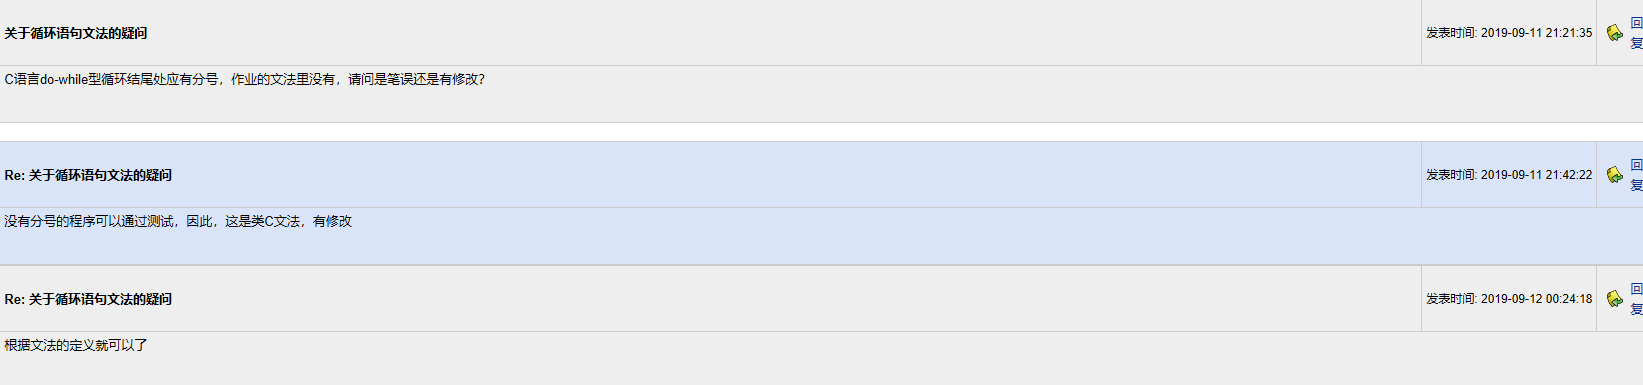 关于循环语句文法的疑问
发表时间: 2019-09-11 21:21:35
回
复
C语言do-while型循环结尾处应有分号，作业的文法里没有，请问是笔误还是有修改?
Re: 关于循环语句文法的疑问
发表时间: 2019-09-11 21:42:22
回
复
没有分号的程序可以通过测试，因此，这是类C文法，有修改
Re: 关于循环语句文法的疑问
发表时间: 2019-09-12 00:24:18
回
复
根据文法的定义就可以了